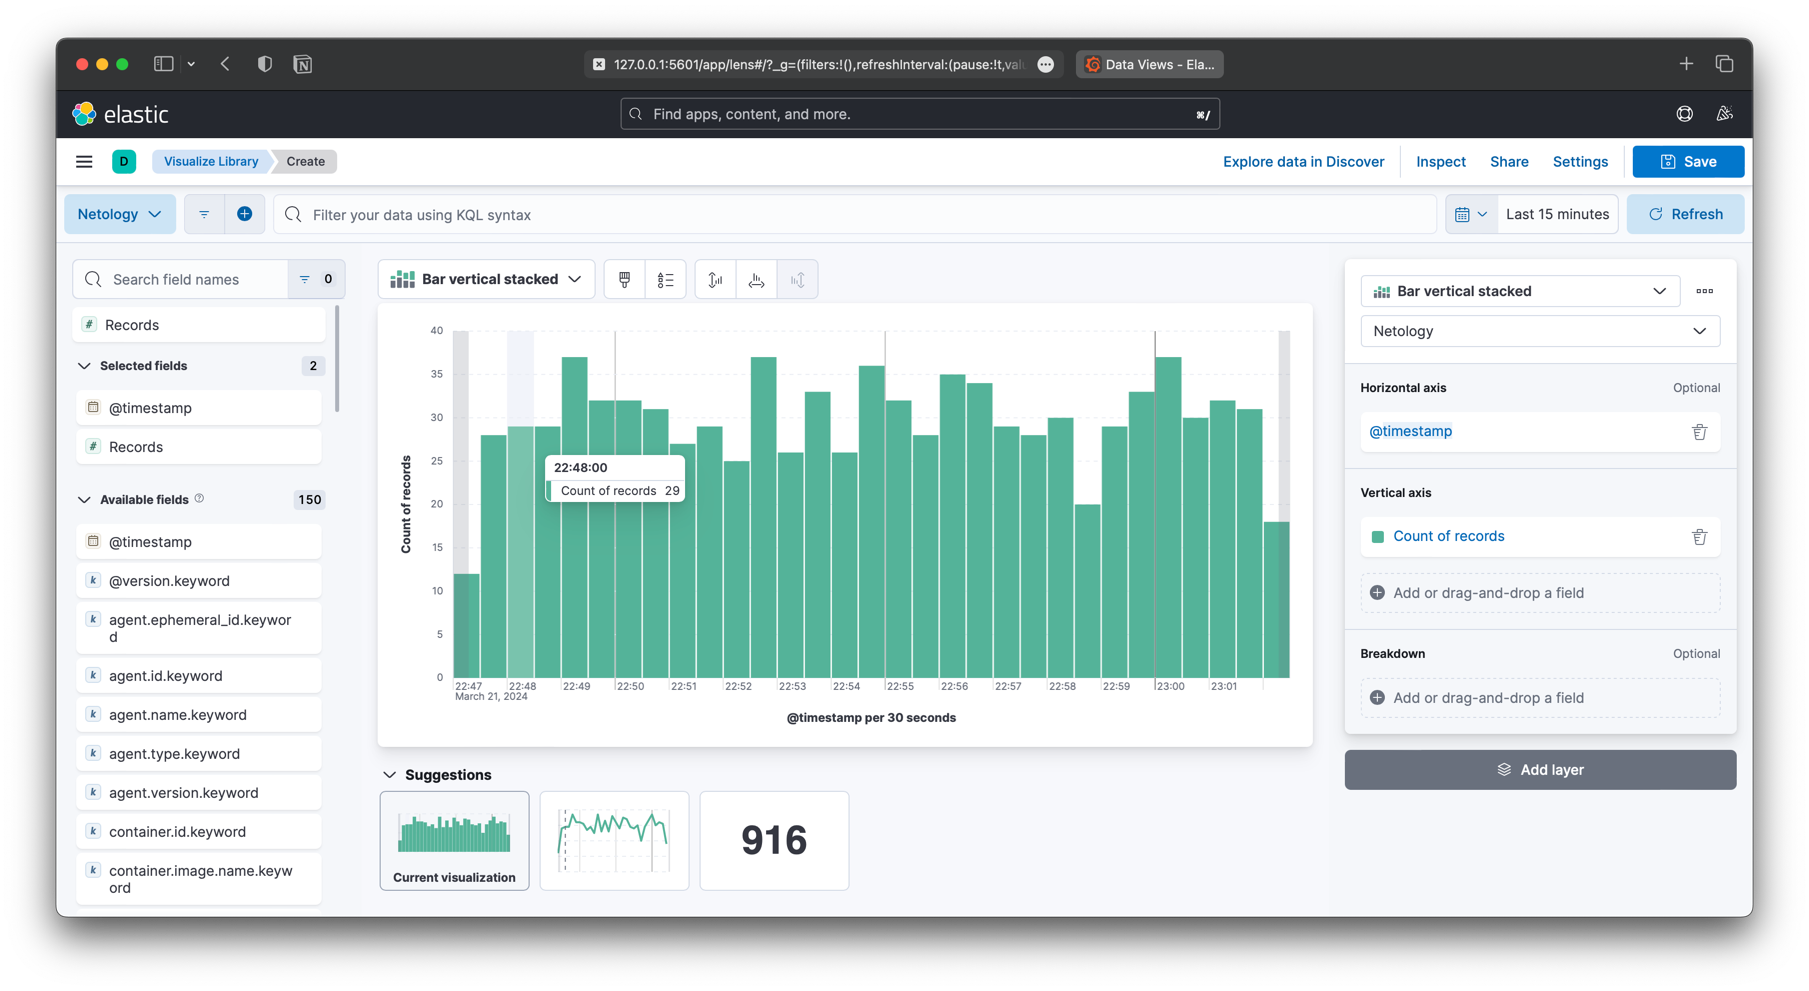 127.0.0.1:5601/app/lens#/?_g=(filters:!(),refreshInterval:(pause:!t,val
Data Views - Ela...
elastic
Find apps, content, and more.
⌘/
D
Visualize Library
Create
Explore data in Discover
Inspect
Share
Settings
Save
Netology
Filter your data using KQL syntax
Last 15 minutes
Refresh
Search field names
0
# Records
Selected fields
2
@timestamp
# Records
Available fields
150
@timestamp
k @version.keyword
k agent.ephemeral_id.keywor
d
k agent.id.keyword
k agent.name.keyword
k agent.type.keyword
k agent.version.keyword
k container.id.keyword
k container.image.name.keyw
ord
Bar vertical stacked
40
35
30
25
20
15
10
5
0
Count of records
22:48:00
Count of records 29
22:47 22:48 22:49 22:50 22:51 22:52 22:53 22:54 22:55 22:56 22:57 22:58 22:59 23:00 23:01
March 21, 2024
@timestamp per 30 seconds
Suggestions
Current visualization
916
Bar vertical stacked
Netology
Horizontal axis
Optional
@timestamp
Vertical axis
Count of records
Add or drag-and-drop a field
Breakdown
Optional
Add or drag-and-drop a field
Add layer